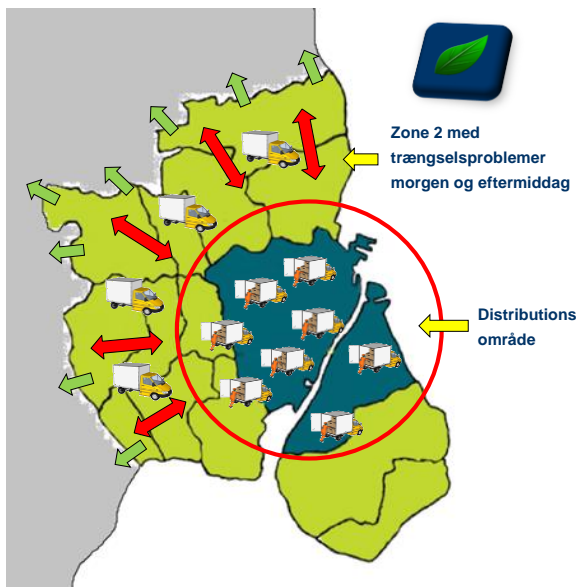 Zone 2 med
trængselsproblemer
morgen og eftermiddag
Distributions
område